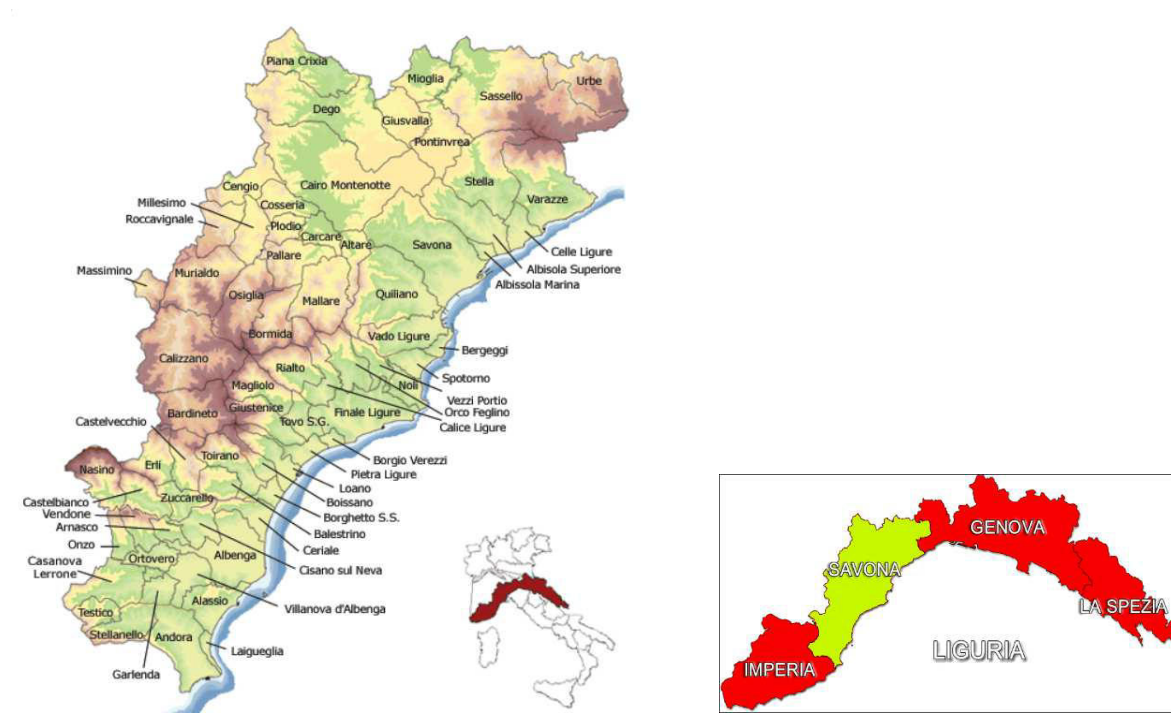 Piana Crixia
Mioglia
Urbe
Sassello
Dego
Giusvalla
Pontinvrea
Stella
Cengio
Cairo Montenotte
Varazze
Millesimo
Cosseria
Roccavignale
Plodio
Carcare
Altare
Savona
Celle Ligure
Pallare
Albisola Superiore
Massimino
Murialdo
Albissola Marina
Osiglia
Mallare
Quiliano
Bormida
Vado Ligure
Calizzano
Bergeggi
Rialto
Spotorno
Magliolo
Noli
Vezzi Portio
Bardineto
Giustenice
Finale Ligure
Orco Feglino
Castelvecchio
Tovo S.G.
Calice Ligure
Toirano
Borgio Verezzi
Nasino
Erli
Pietra Ligure
Loano
Castelbianco
Zuccarello
Boissano
Vendone
Borghetto S.S.
Arnasco
Balestrino
Onzo
Albenga
Ceriale
Casanova
Lerrone
Ortovero
Cisano sul Neva
Alassio
Villanova d'Albenga
Testico
Stellanello
Andora
Laigueglia
Garlenda
GENOVA
SAVONA
LA SPEZIA
LIGURIA
IMPERIA